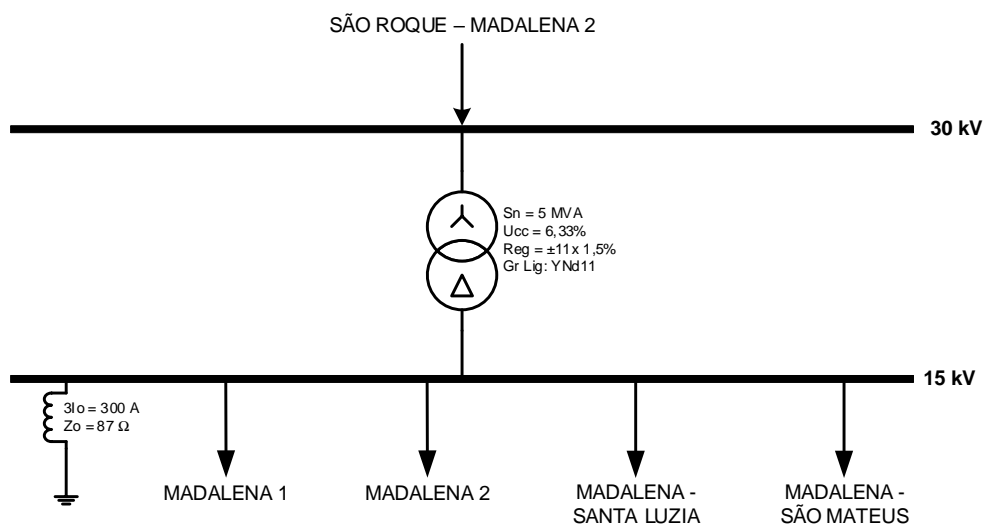 SÃO ROQUE – MADALENA 2
30 kV
Sn = 5 MVA
Ucc = 6,33%
Reg = ±11 x 1,5%
Gr Lig: YNd11
15 kV
3Io = 300 A
Zo = 87 Ω
MADALENA 1
MADALENA 2
MADALENA -
SANTA LUZIA
MADALENA -
SÃO MATEUS